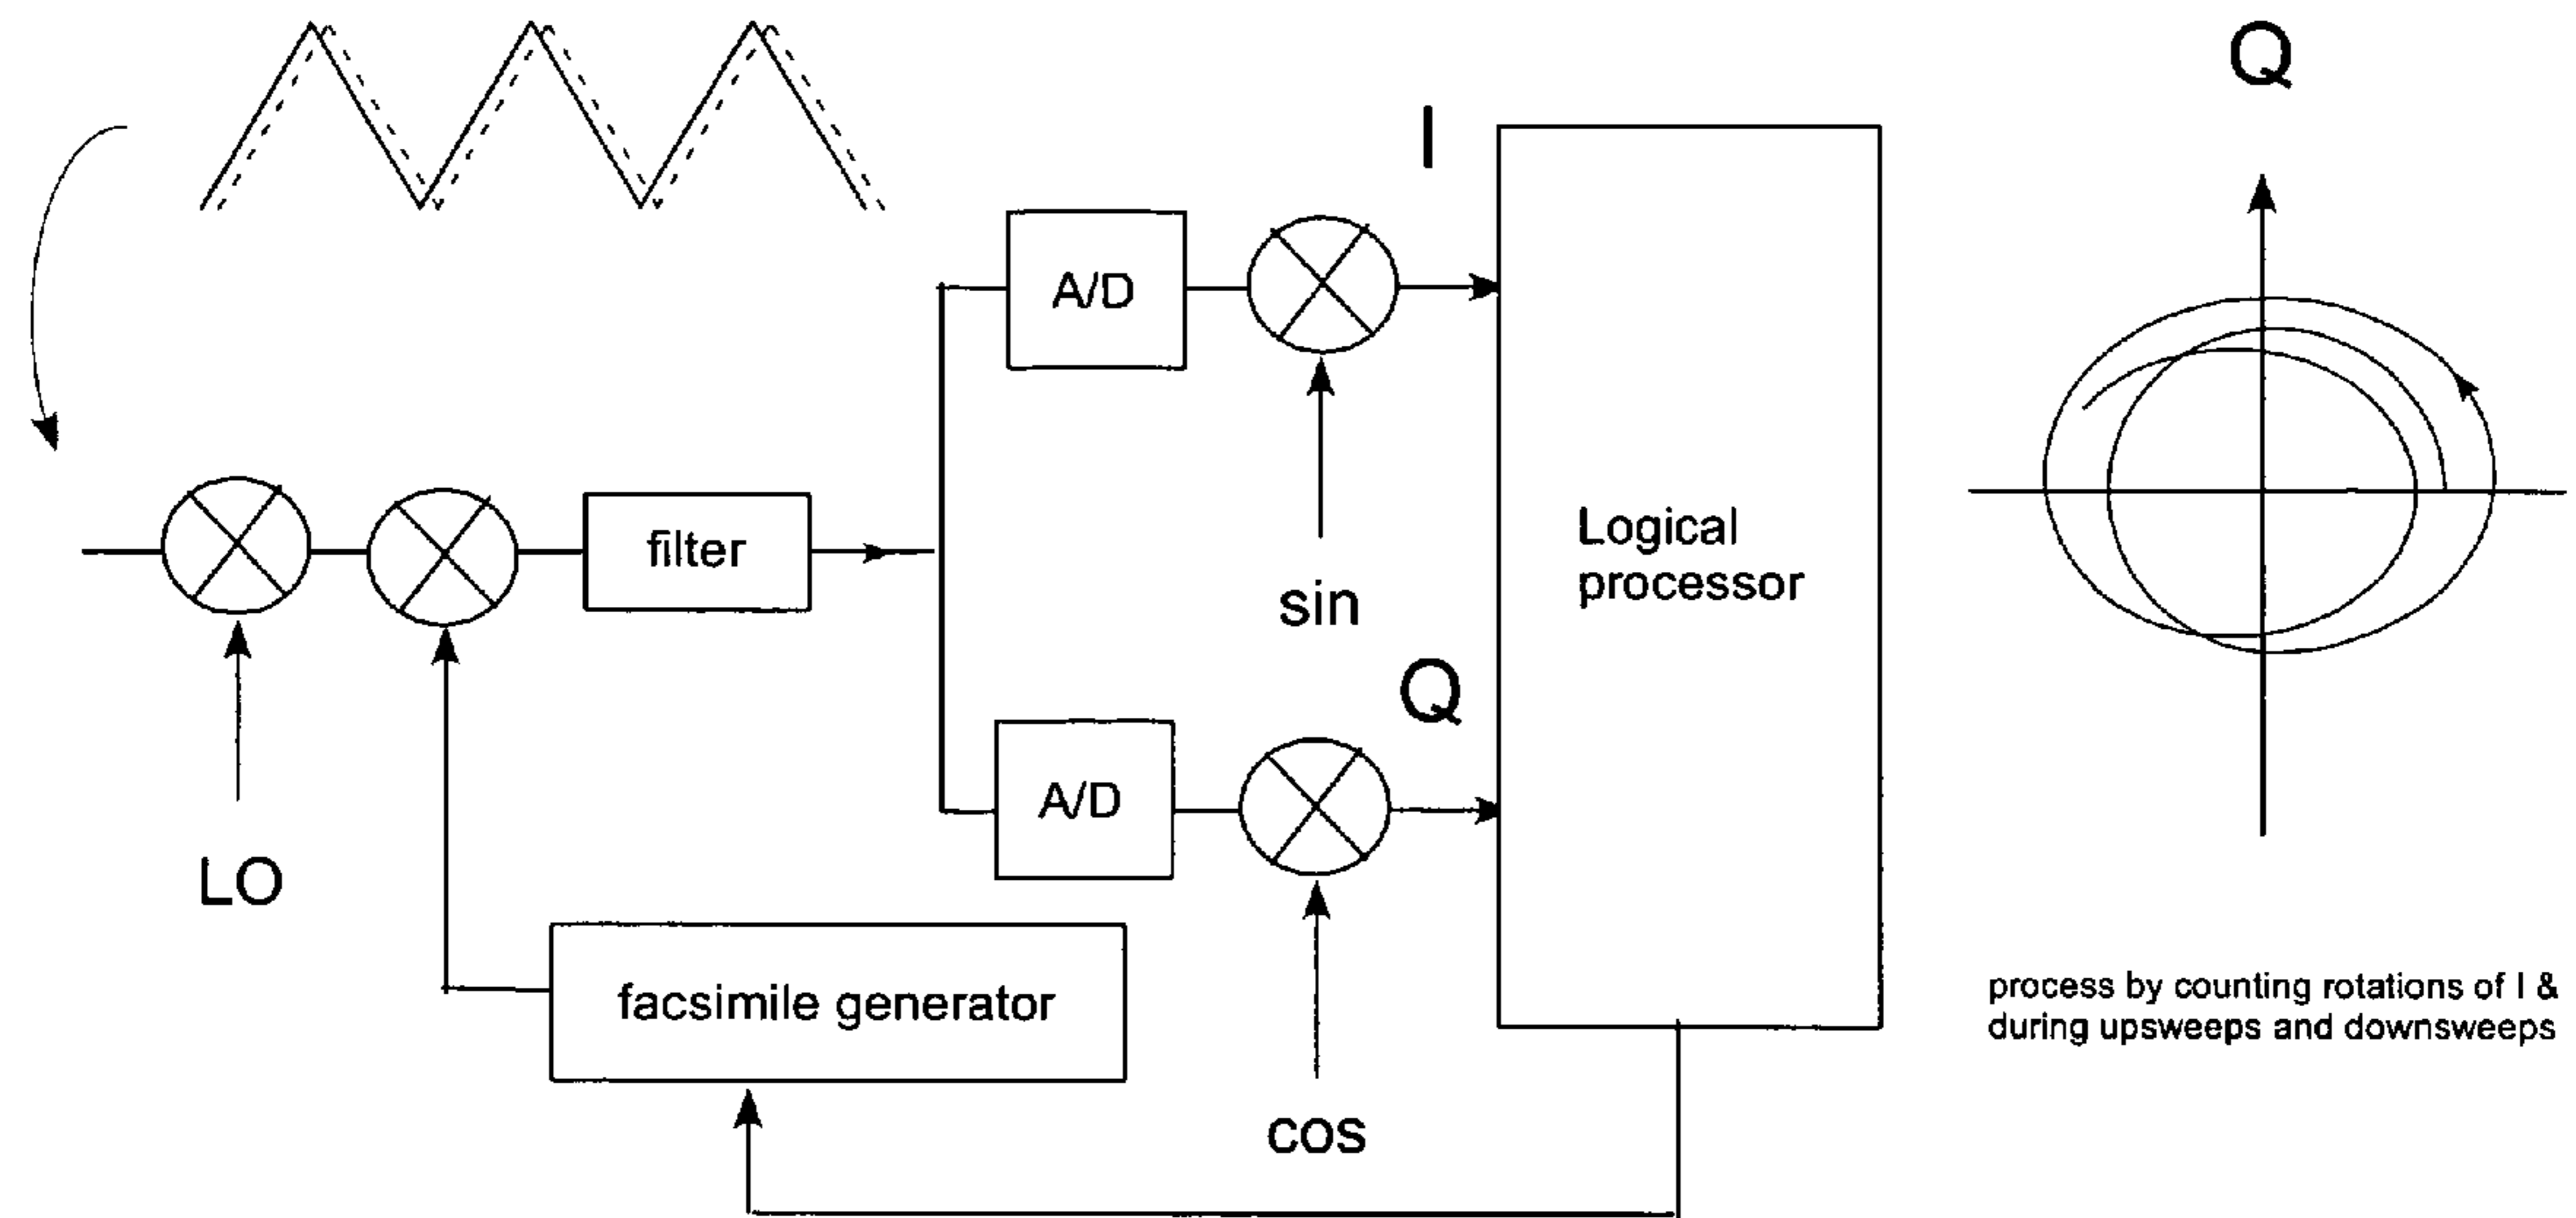 Q
I
A/D
Logical
processor
filter
sin
Q
A/D
LO
facsimile generator
process by counting rotations of I &
during upsweeps and downsweeps
cos